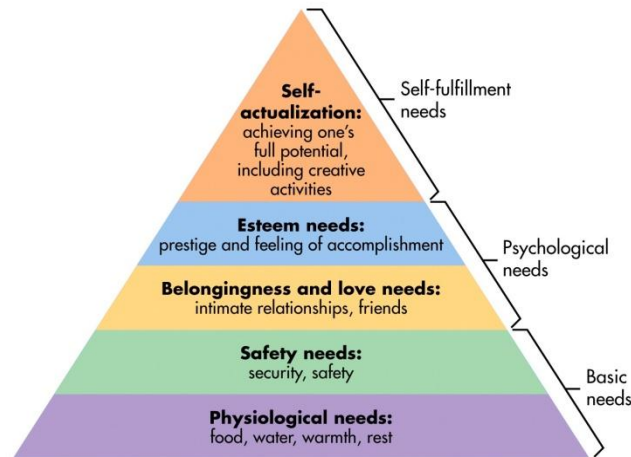 Self-
actualization:
achieving one's
full potential,
including creative
activities
Self-fulfillment
needs
Esteem needs:
prestige and feeling of accomplishment
Belongingness and love needs:
intimate relationships, friends
Psychological
needs
Safety needs:
security, safety
Physiological needs:
food, water, warmth, rest
Basic
needs